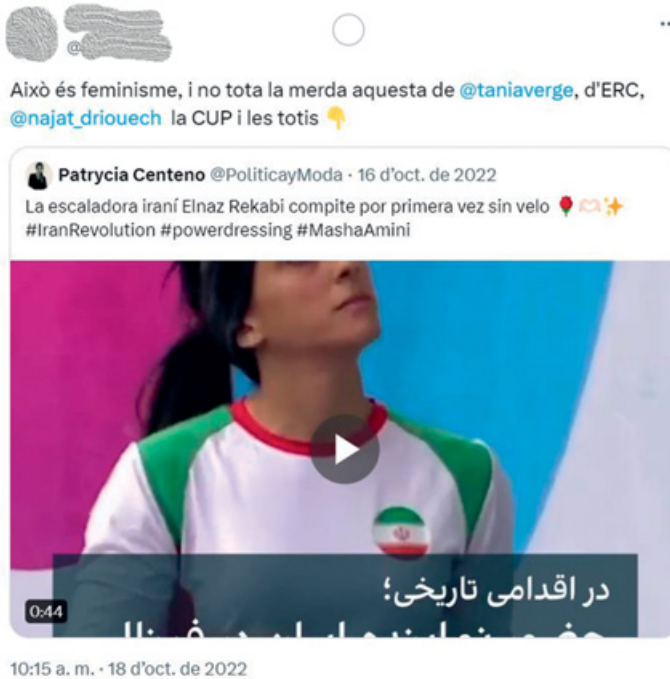 @
Això és feminisme, i no tota la merda aquesta de @taniaverge, d'ERC,
@najat_driouech la CUP i les totis 👇
Patrycia Centeno @PoliticayModa · 16 d'oct. de 2022
La escaladora iraní Elnaz Rekabi compite por primera vez sin velo 🌹🫶🏻✨
#IranRevolution #powerdressing #MashaAmini
در اقدامی تاریخی؛
0:44
10:15 a. m. · 18 d'oct. de 2022